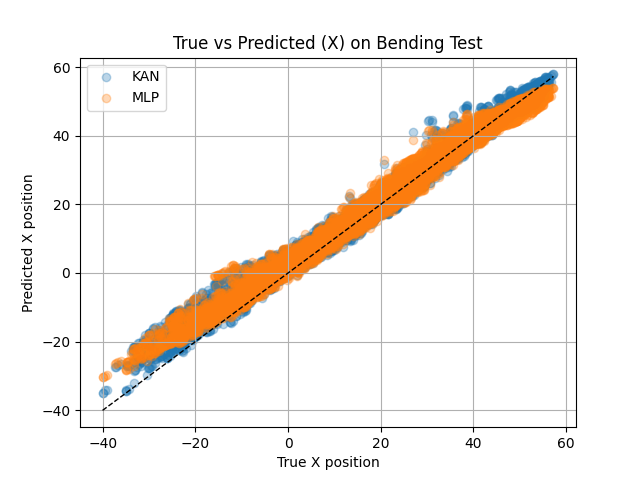 True vs Predicted (X) on Bending Test
KAN
MLP
60
40
20
0
−20
−40
Predicted X position
−40
−20
0
20
40
60
True X position